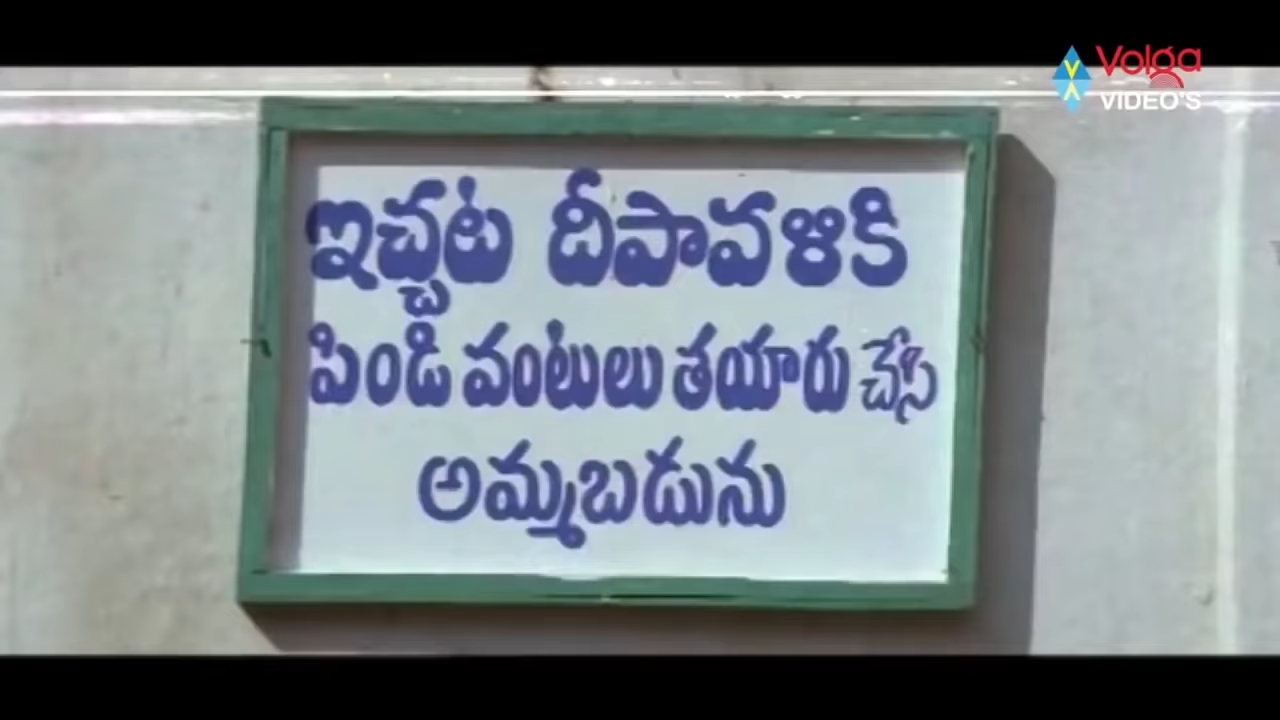 Volga
VIDEO'S
ఇచ్చట దీపావళికి
పిండి వంటులు తయారు చేసి
అమ్మబడును